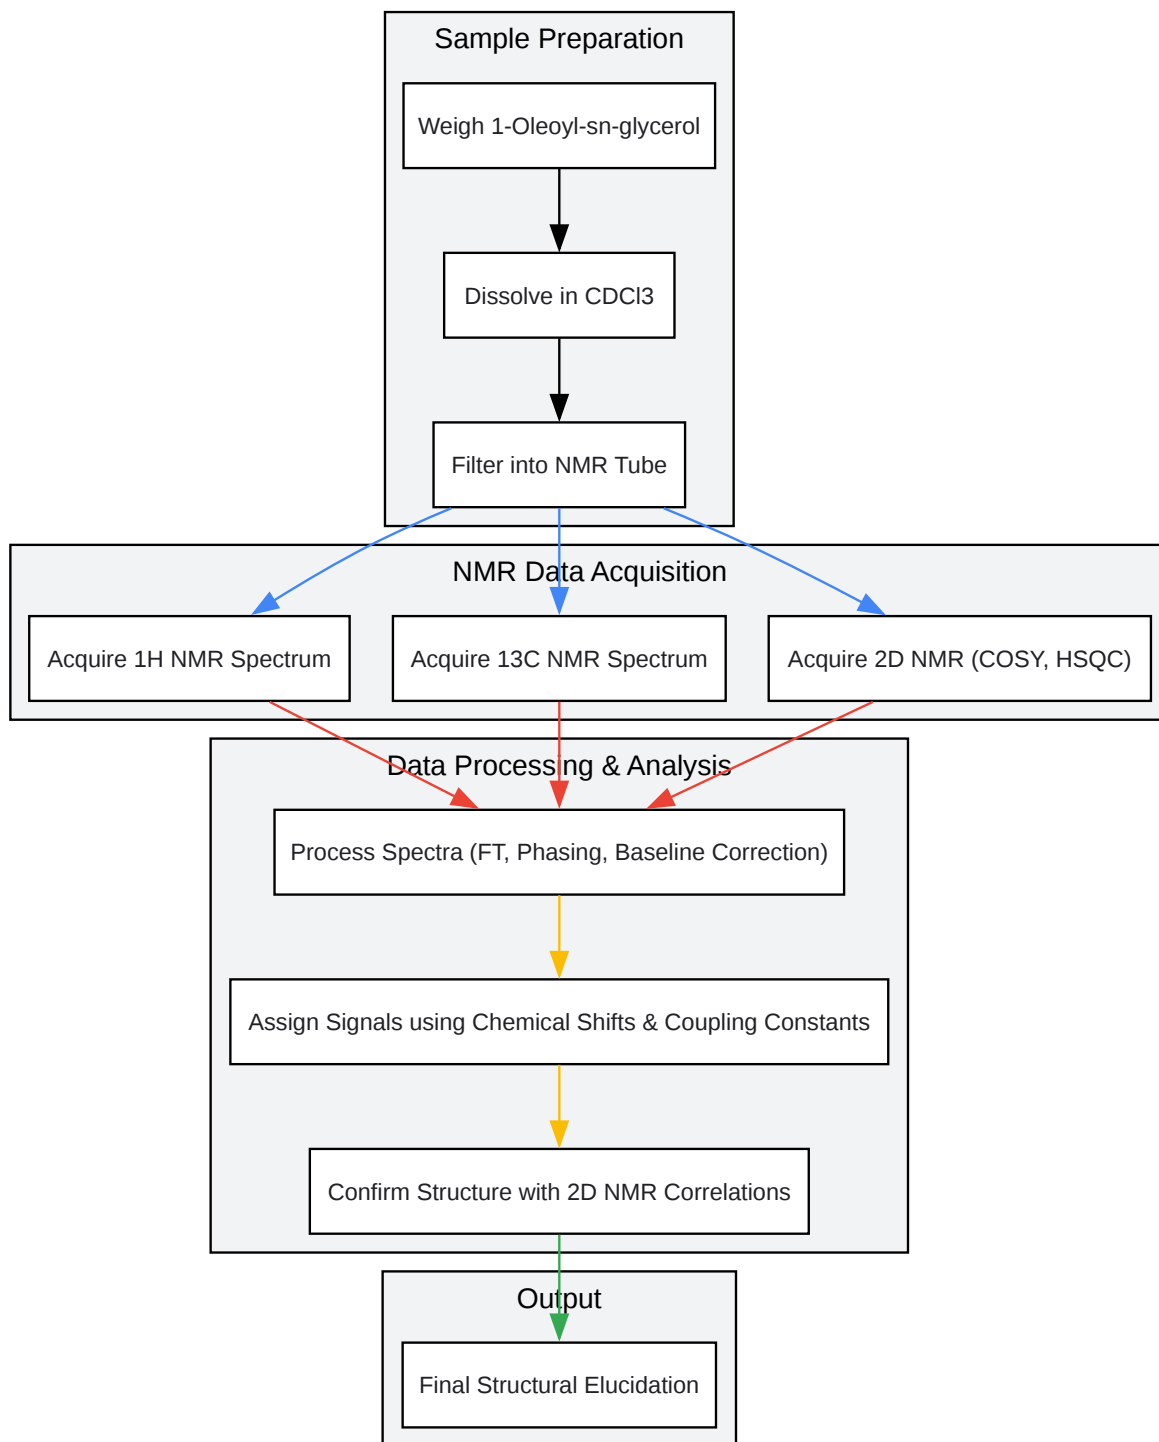 Sample Preparation
Weigh 1-Oleoyl-sn-glycerol
Dissolve in CDCl3
Filter into NMR Tube
NMR Data Acquisition
Acquire 1H NMR Spectrum
Acquire 13C NMR Spectrum
Acquire 2D NMR (COSY, HSQC)
Data Processing & Analysis
Process Spectra (FT, Phasing, Baseline Correction)
Assign Signals using Chemical Shifts & Coupling Constants
Confirm Structure with 2D NMR Correlations
Output
Final Structural Elucidation